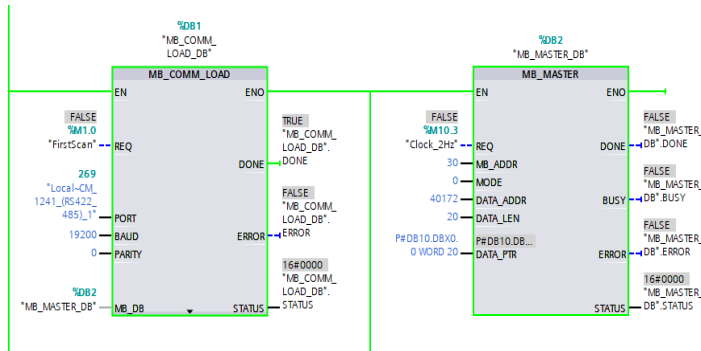 %DB1
"MB_COMM_
LOAD_DB"
MB_COMM_LOAD
EN
ENO
FALSE
%M1.0
"FirstScan"
REQ
269
"Local~CM_
1241_(RS422_
485)_1"
PORT
19200
BAUD
0
PARITY
%DB2
"MB_MASTER_DB"
MB_DB
TRUE
"MB_COMM_
LOAD_DB".
DONE
DONE
FALSE
"MB_COMM_
LOAD_DB".
ERROR
ERROR
16#0000
"MB_COMM_
LOAD_DB".
STATUS
STATUS
%DB2
"MB_MASTER_DB"
MB_MASTER
EN
ENO
FALSE
%M10.3
"Clock_2Hz"
REQ
30
MB_ADDR
0
MODE
40172
DATA_ADDR
20
DATA_LEN
P#DB10.DBX0.
0 WORD 20
P#DB10.DB...
DATA_PTR
FALSE
"MB_MASTER_
DB".DONE
DONE
FALSE
"MB_MASTER_
DB".BUSY
BUSY
FALSE
"MB_MASTER_
DB".ERROR
ERROR
16#0000
"MB_MASTER_
DB".STATUS
STATUS